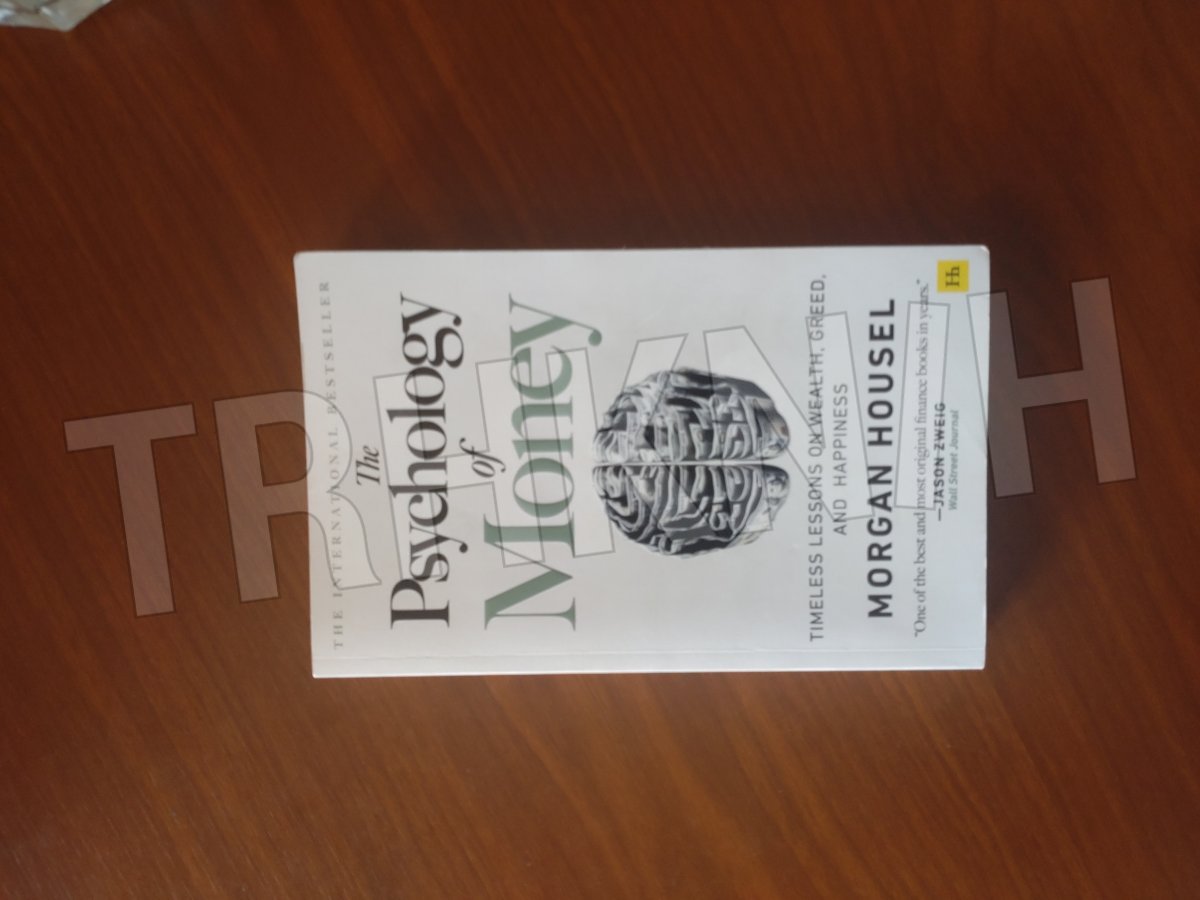 THE INTERNATIONAL BESTSELLER
The
Psychology
of
Money
TIMELESS LESSONS ON WEALTH, GREED,
AND HAPPINESS
MORGAN HOUSEL
"One of the best and most original finance books in years."
—JASON ZWEIG
Wall Street Journal
Hh